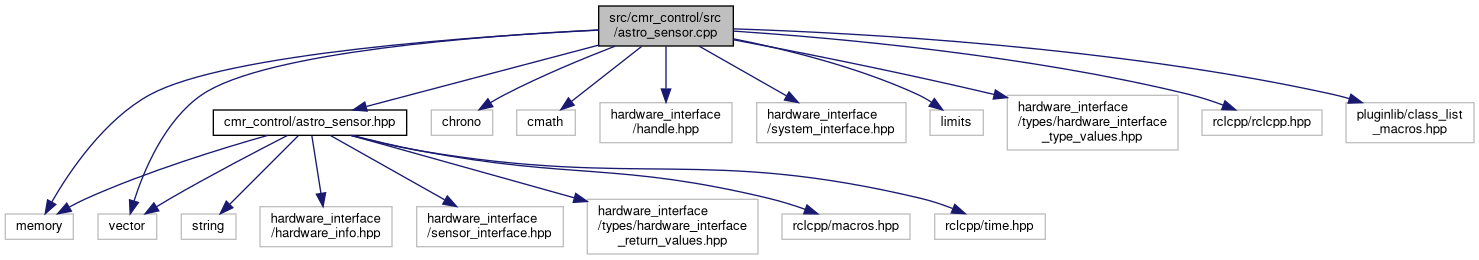 src/cmr_control/src
/astro_sensor.cpp
cmr_control/astro_sensor.hpp
chrono
cmath
hardware_interface
/handle.hpp
hardware_interface
/system_interface.hpp
limits
hardware_interface
/types/hardware_interface
_type_values.hpp
rclcpp/rclcpp.hpp
pluginlib/class_list
_macros.hpp
memory
vector
string
hardware_interface
/hardware_info.hpp
hardware_interface
/sensor_interface.hpp
hardware_interface
/types/hardware_interface
_return_values.hpp
rclcpp/macros.hpp
rclcpp/time.hpp